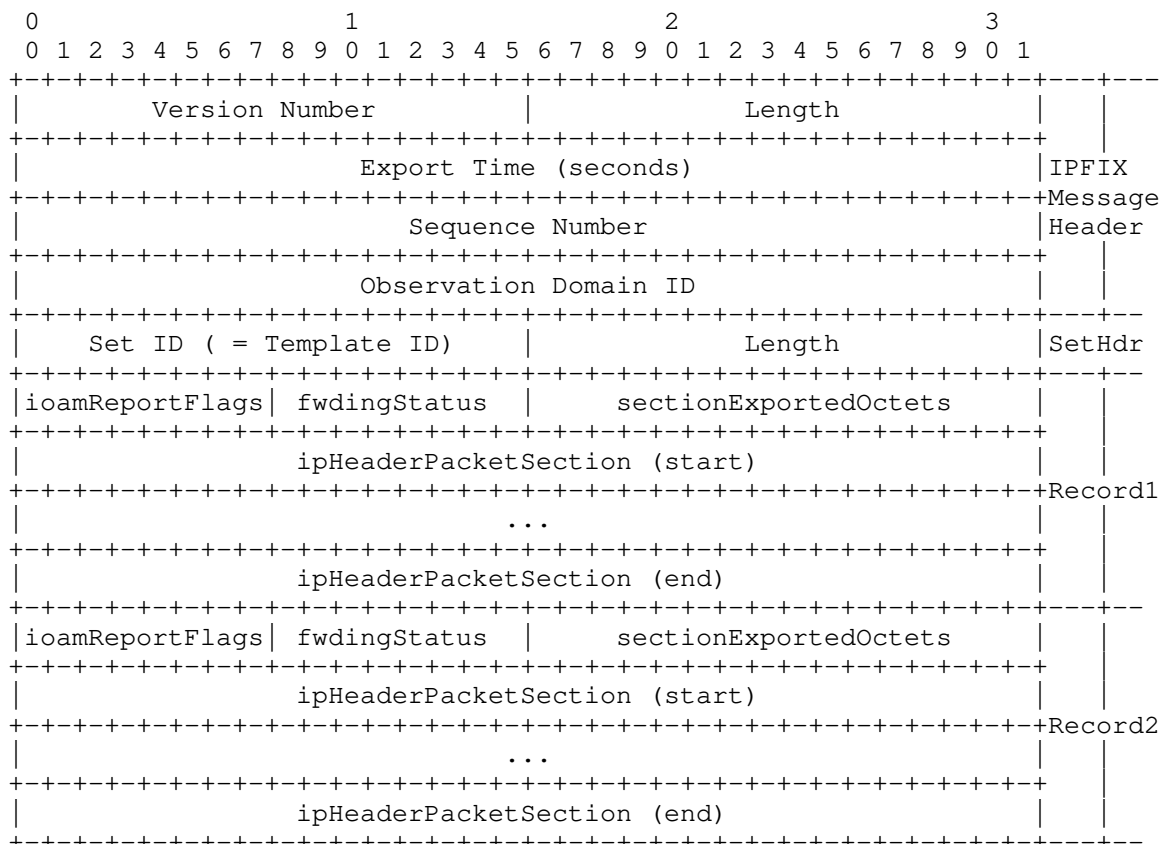 0                   1                   2                   3
 0 1 2 3 4 5 6 7 8 9 0 1 2 3 4 5 6 7 8 9 0 1 2 3 4 5 6 7 8 9 0 1
+-+-+-+-+-+-+-+-+-+-+-+-+-+-+-+-+-+-+-+-+-+-+-+-+-+-+-+-+-+-+-+-+---+---
|        Version Number         |             Length            |   |
+-+-+-+-+-+-+-+-+-+-+-+-+-+-+-+-+-+-+-+-+-+-+-+-+-+-+-+-+-+-+-+-+   |
|                     Export Time (seconds)                     |IPFIX
+-+-+-+-+-+-+-+-+-+-+-+-+-+-+-+-+-+-+-+-+-+-+-+-+-+-+-+-+-+-+-+-+Message
|                        Sequence Number                        |Header
+-+-+-+-+-+-+-+-+-+-+-+-+-+-+-+-+-+-+-+-+-+-+-+-+-+-+-+-+-+-+-+-+   |
|                     Observation Domain ID                     |   |
+-+-+-+-+-+-+-+-+-+-+-+-+-+-+-+-+-+-+-+-+-+-+-+-+-+-+-+-+-+-+-+-+---+--
|    Set ID ( = Template ID)    |             Length            |SetHdr
+-+-+-+-+-+-+-+-+-+-+-+-+-+-+-+-+-+-+-+-+-+-+-+-+-+-+-+-+-+-+-+-+---+--
|ioamReportFlags| fwdingStatus  |     sectionExportedOctets     |   |
+-+-+-+-+-+-+-+-+-+-+-+-+-+-+-+-+-+-+-+-+-+-+-+-+-+-+-+-+-+-+-+-+   |
|                 ipHeaderPacketSection (start)                 |   |
+-+-+-+-+-+-+-+-+-+-+-+-+-+-+-+-+-+-+-+-+-+-+-+-+-+-+-+-+-+-+-+-+Record1
|                              ...                              |   |
+-+-+-+-+-+-+-+-+-+-+-+-+-+-+-+-+-+-+-+-+-+-+-+-+-+-+-+-+-+-+-+-+   |
|                 ipHeaderPacketSection (end)                   |   |
+-+-+-+-+-+-+-+-+-+-+-+-+-+-+-+-+-+-+-+-+-+-+-+-+-+-+-+-+-+-+-+-+---+--
|ioamReportFlags| fwdingStatus  |     sectionExportedOctets     |   |
+-+-+-+-+-+-+-+-+-+-+-+-+-+-+-+-+-+-+-+-+-+-+-+-+-+-+-+-+-+-+-+-+   |
|                 ipHeaderPacketSection (start)                 |   |
+-+-+-+-+-+-+-+-+-+-+-+-+-+-+-+-+-+-+-+-+-+-+-+-+-+-+-+-+-+-+-+-+Record2
|                              ...                              |   |
+-+-+-+-+-+-+-+-+-+-+-+-+-+-+-+-+-+-+-+-+-+-+-+-+-+-+-+-+-+-+-+-+   |
|                 ipHeaderPacketSection (end)                   |   |
+-+-+-+-+-+-+-+-+-+-+-+-+-+-+-+-+-+-+-+-+-+-+-+-+-+-+-+-+-+-+-+-+---+--